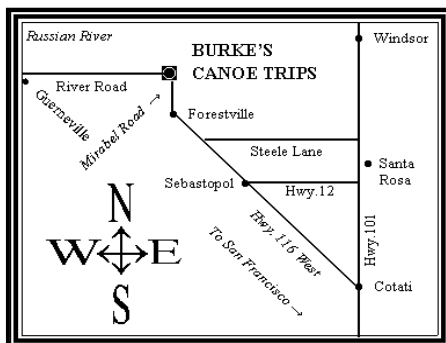 Russian River
Windsor
BURKE'S
CANOE TRIPS
River Road
Guerneville
Mirabel Road →
Forestville
Steele Lane
Santa
Rosa
Sebastopol
Hwy.12
N
W E
S
Hwy. 116 West
To San Francisco →
Hwy.101
Cotati